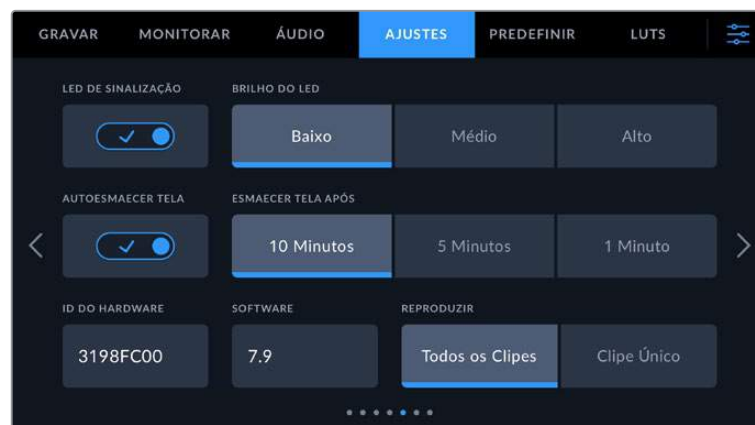 GRAVAR MONITORAR ÁUDIO AJUSTES PREDEFINIR LUTS
LED DE SINALIZAÇÃO BRILHO DO LED
Baixo Médio Alto
AUTOESMAECER TELA ESMAECER TELA APÓS
10 Minutos 5 Minutos 1 Minuto
ID DO HARDWARE SOFTWARE REPRODUZIR
3198FC00 7.9 Todos os Clipes Clipe Único